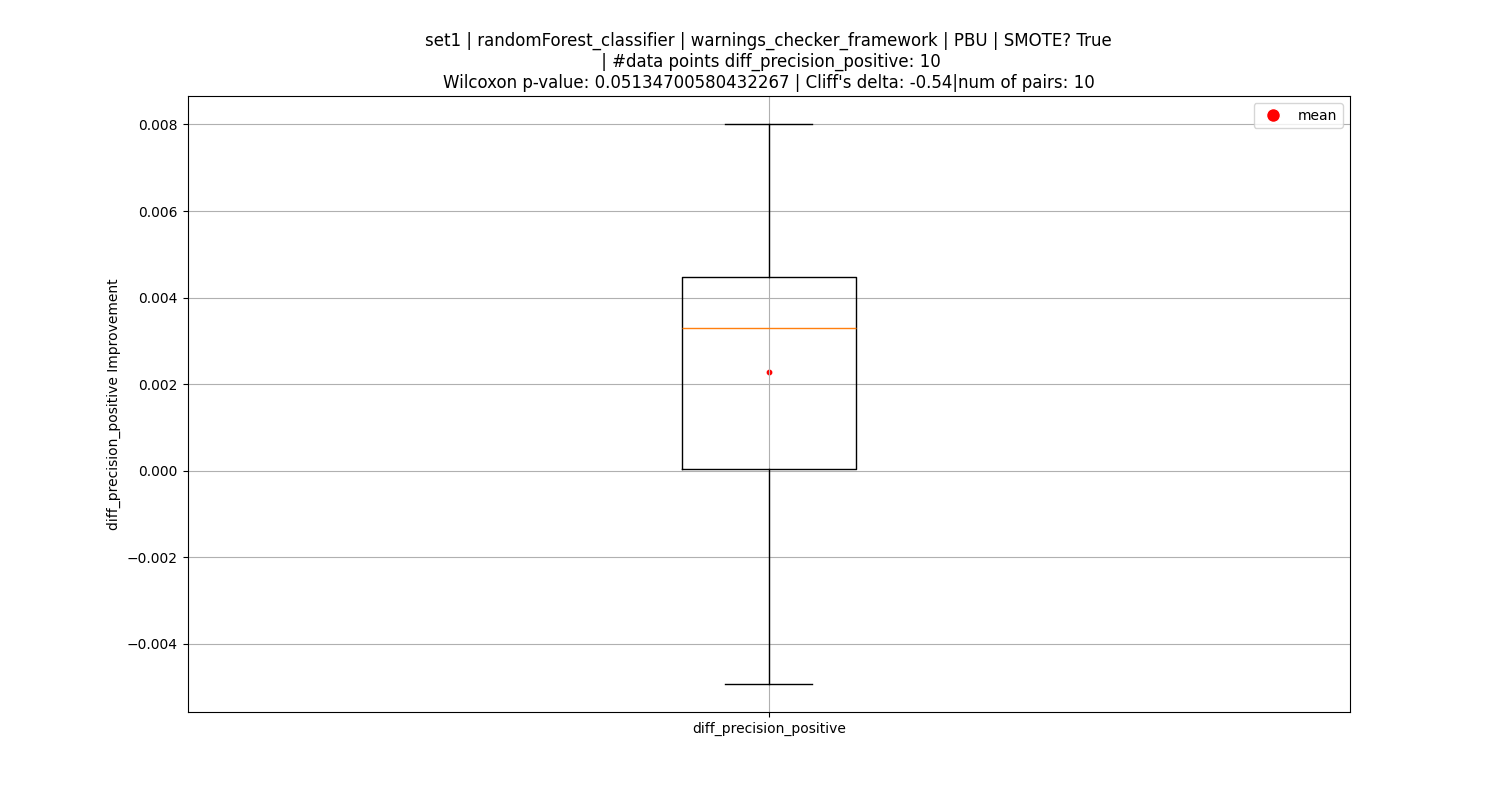 set1 | randomForest_classifier | warnings_checker_framework | PBU | SMOTE? True
| #data points diff_precision_positive: 10
Wilcoxon p-value: 0.05134700580432267 | Cliff's delta: -0.54|num of pairs: 10
mean
0.008
0.006
0.004
0.002
0.000
−0.002
−0.004
diff_precision_positive Improvement
diff_precision_positive